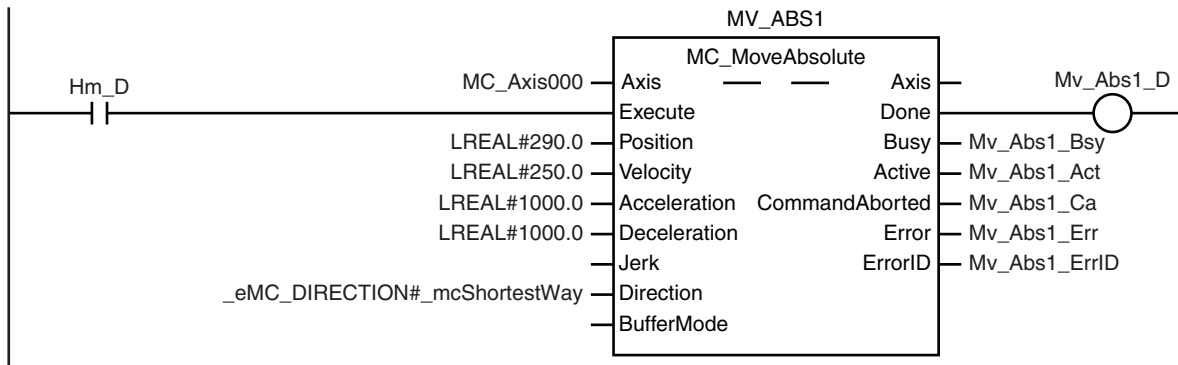 MV_ABS1
MC_MoveAbsolute
Hm_D
MC_Axis000 Axis Axis Mv_Abs1_D
Execute Done
LREAL#290.0 Position Busy Mv_Abs1_Bsy
LREAL#250.0 Velocity Active Mv_Abs1_Act
LREAL#1000.0 Acceleration CommandAborted Mv_Abs1_Ca
LREAL#1000.0 Deceleration Error Mv_Abs1_Err
Jerk ErrorID Mv_Abs1_ErrID
_eMC_DIRECTION#_mcShortestWay Direction
BufferMode